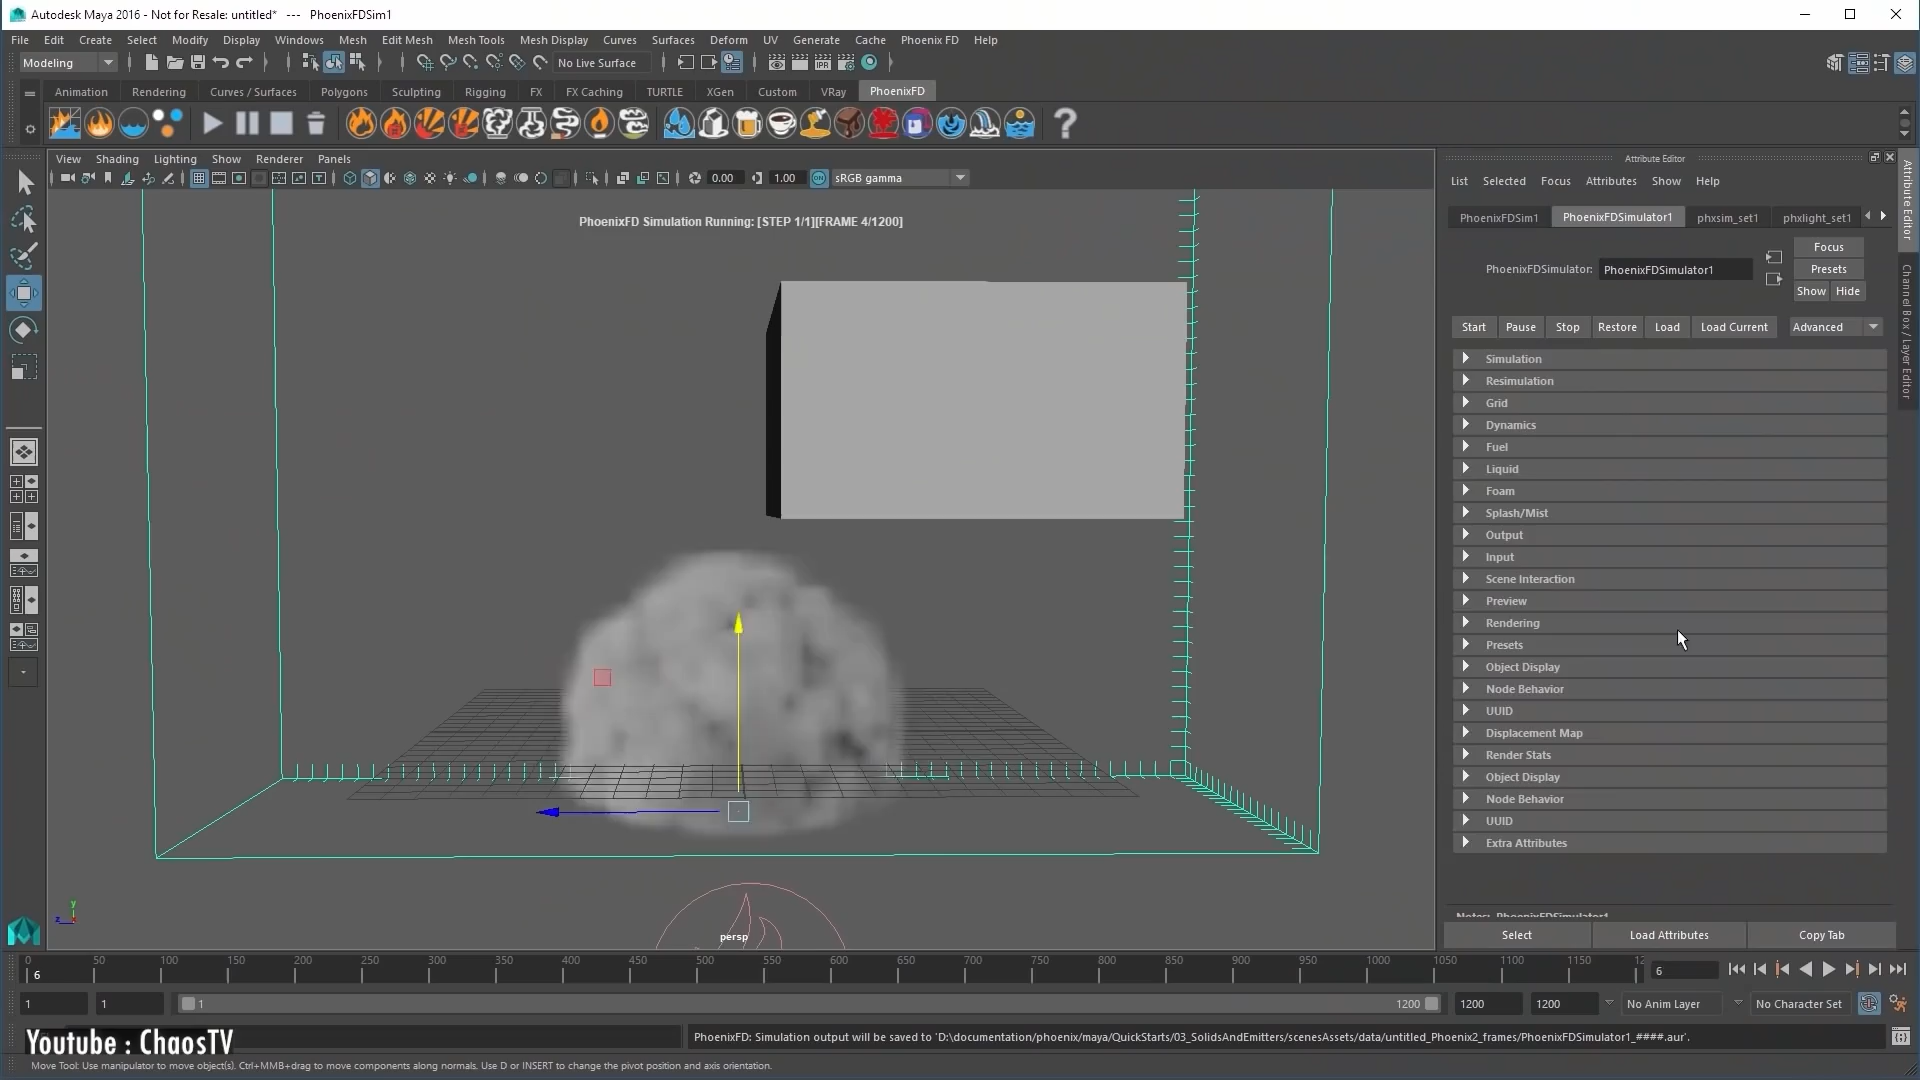 Autodesk Maya 2016 - Not for Resale: untitled*   ---   PhoenixFDSim1
File Edit Create Select Modify Display Windows Mesh Edit Mesh Mesh Tools Mesh Display Curves Surfaces Deform UV Generate Cache Phoenix FD Help
Modeling No Live Surface IPR
Animation Rendering Curves / Surfaces Polygons Sculpting Rigging FX FX Caching TURTLE XGen Custom VRay PhoenixFD
View Shading Lighting Show Renderer Panels
0.00 1.00 ON sRGB gamma
PhoenixFD Simulation Running: [STEP 1/1][FRAME 4/1200]
persp
y
z
Attribute Editor
List Selected Focus Attributes Show Help
PhoenixFDSim1 PhoenixFDSimulator1 phxsim_set1 phxlight_set1
Focus
PhoenixFDSimulator: PhoenixFDSimulator1 Presets
Show Hide
Start Pause Stop Restore Load Load Current Advanced
Simulation
Resimulation
Grid
Dynamics
Fuel
Liquid
Foam
Splash/Mist
Output
Input
Scene Interaction
Preview
Rendering
Presets
Object Display
Node Behavior
UUID
Displacement Map
Render Stats
Object Display
Node Behavior
UUID
Extra Attributes
Notes: PhoenixFDSimulator1
Select Load Attributes Copy Tab
Attribute Editor
Channel Box / Layer Editor
0 50 100 150 200 250 300 350 400 450 500 550 600 650 700 750 800 850 900 950 1000 1050 1100 1150 12
6 6
1 1 1 1200 1200 1200 No Anim Layer No Character Set
Youtube : ChaosTV
PhoenixFD: Simulation output will be saved to 'D:\documentation/phoenix/maya/QuickStarts/03_SolidsAndEmitters/scenesAssets/data/untitled_Phoenix2_frames/PhoenixFDSimulator1_####.aur'.
Move Tool: Use manipulator to move object(s). Ctrl+MMB+drag to move components along normals. Use D or INSERT to change the pivot position and axis orientation.